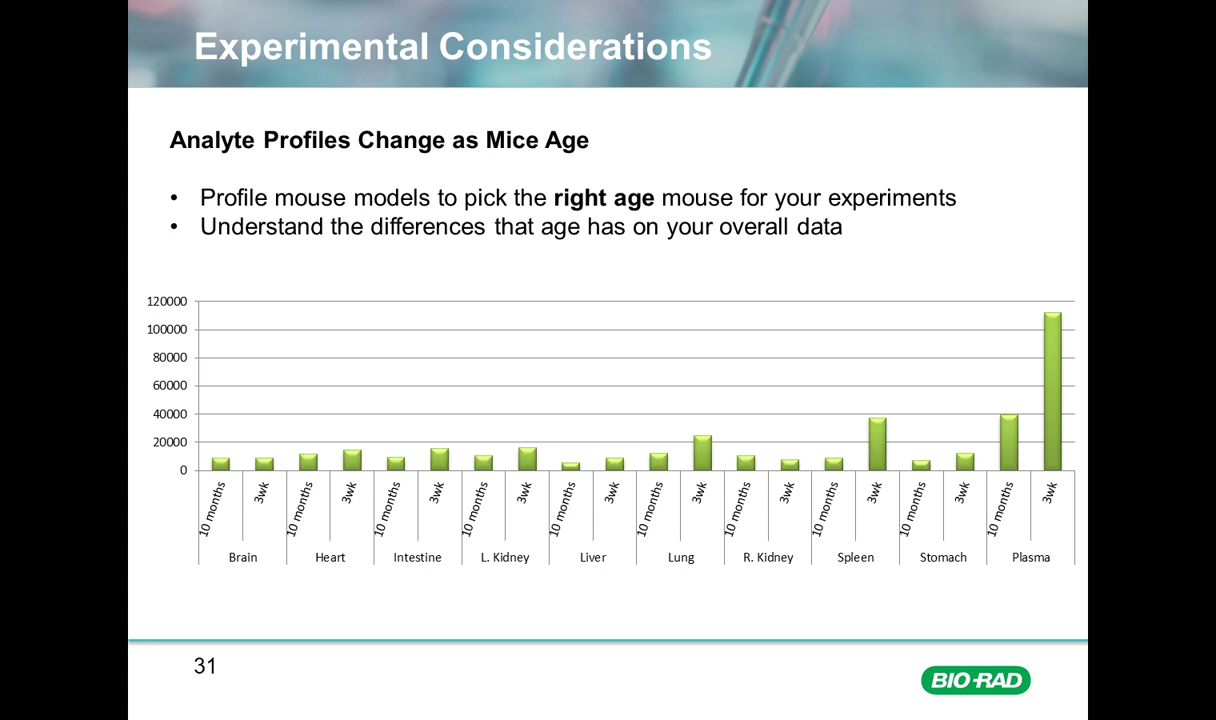 Experimental Considerations
Analyte Profiles Change as Mice Age
• Profile mouse models to pick the right age mouse for your experiments
• Understand the differences that age has on your overall data
120000
100000
80000
60000
40000
20000
0
10 months 3wk 10 months 3wk 10 months 3wk 10 months 3wk 10 months 3wk 10 months 3wk 10 months 3wk 10 months 3wk 10 months 3wk 10 months 3wk
Brain Heart Intestine L. Kidney Liver Lung R. Kidney Spleen Stomach Plasma
31
BIO-RAD